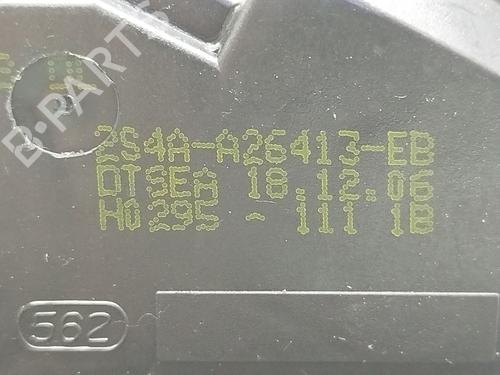 B-PARTS
2S4A-A26413-EB
DTSEA 18.12.06
H0295 - 111 1B
562